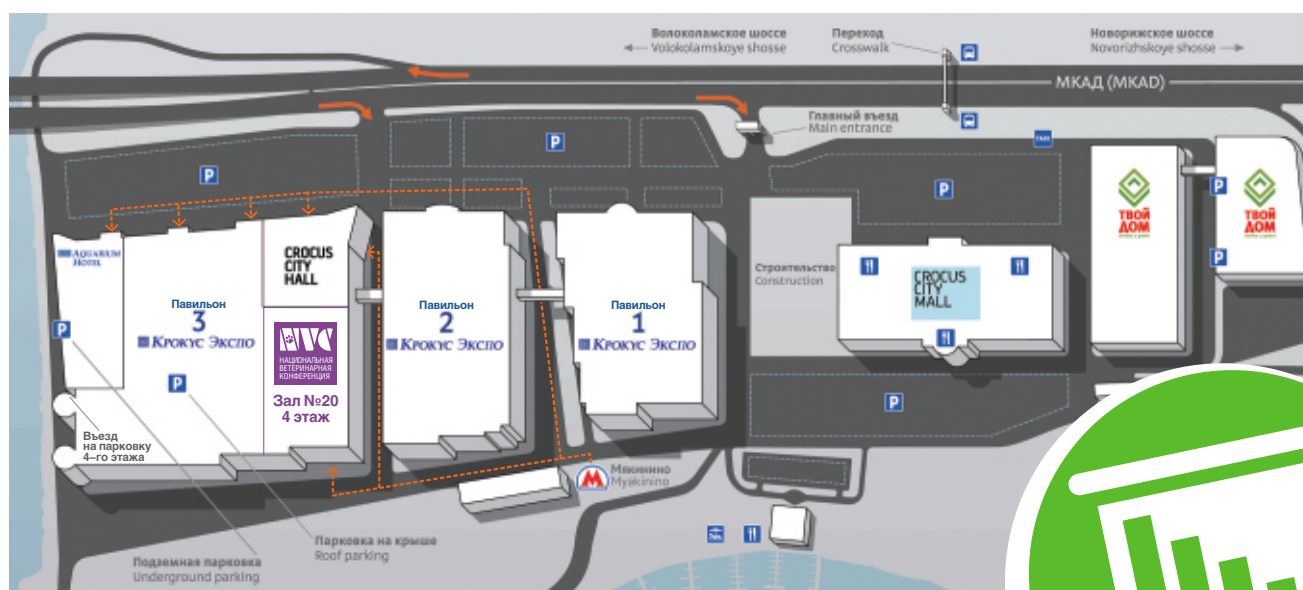 Волоколамское шоссе
Volokolamskoye shosse
Переход
Crosswalk
Новорижское шоссе
Novorizhskoye shosse
МКАД (MKAD)
Главный въезд
Main entrance
P
P
P
P
ТВОЙ
ДОМ
ТВОЙ
ДОМ
P
AQUARIUM
HOTEL
CROCUS
CITY
HALL
Строительство
Construction
CROCUS
CITY
MALL
Павильон
3
КРОКУС ЭКСПО
Павильон
2
КРОКУС ЭКСПО
Павильон
1
КРОКУС ЭКСПО
P
P
NVC
НАЦИОНАЛЬНАЯ
ВЕТЕРИНАРНАЯ
КОНФЕРЕНЦИЯ
Зал №20
4 этаж
P
Въезд
на парковку
4–го этажа
М
Мякинино
Myakinino
Парковка на крыше
Roof parking
Подземная парковка
Underground parking